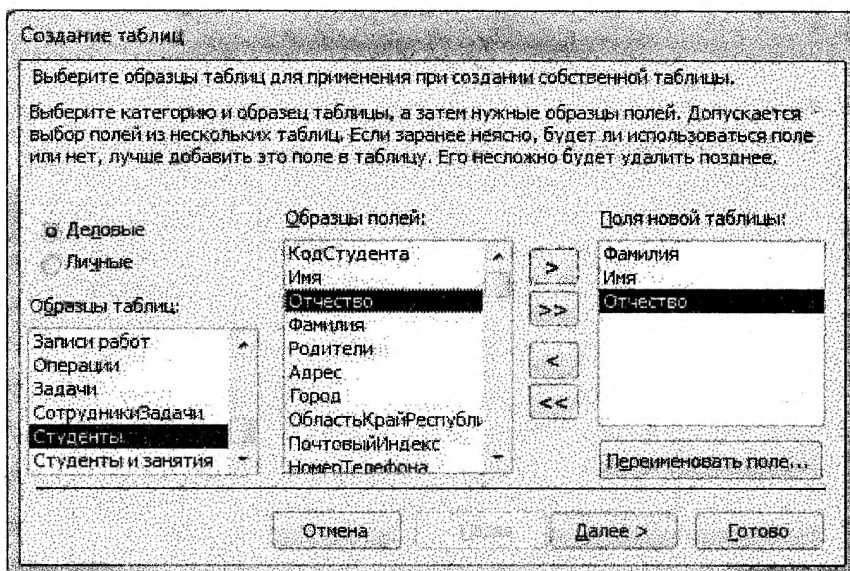 Создание таблиц
Выберите образцы таблиц для применения при создании собственной таблицы.
Выберите категорию и образец таблицы, а затем нужные образцы полей. Допускается
выбор полей из нескольких таблиц. Если заранее неясно, будет ли использоваться поле
или нет, лучше добавить это поле в таблицу. Его несложно будет удалить позднее.
Деловые
Личные
Образцы таблиц:
Записи работ
Операции
Задачи
СотрудникиЗадачи
Студенты
Студенты и занятия
Образцы полей:
КодСтудента
Имя
Отчество
Фамилия
Родители
Адрес
Город
ОбластьКрайРеспубли
ПочтовыйИндекс
НомерТелефона
>
>>
<
<<
Поля новой таблицы:
Фамилия
Имя
Отчество
Переименовать поле...
Отмена
Далее >
Готово